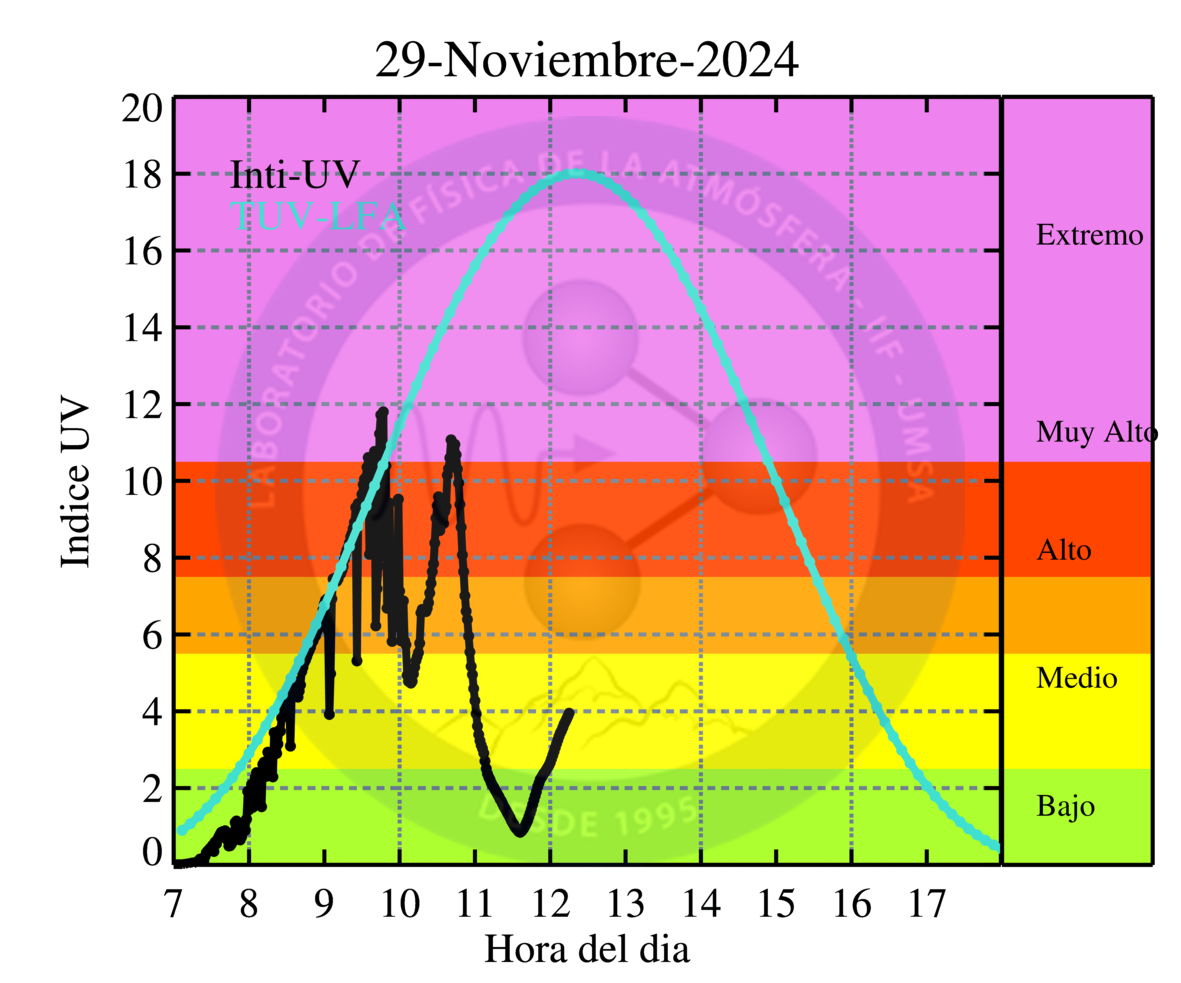 29-Noviembre-2024
20
18
16
14
12
10
8
6
4
2
0
Indice UV
Inti-UV
TUV-LFA
LABORATORIO DE FÍSICA DE LA ATMÓSFERA - IIF - UMSA
DESDE 1995
Extremo
Muy Alto
Alto
Medio
Bajo
7 8 9 10 11 12 13 14 15 16 17
Hora del dia